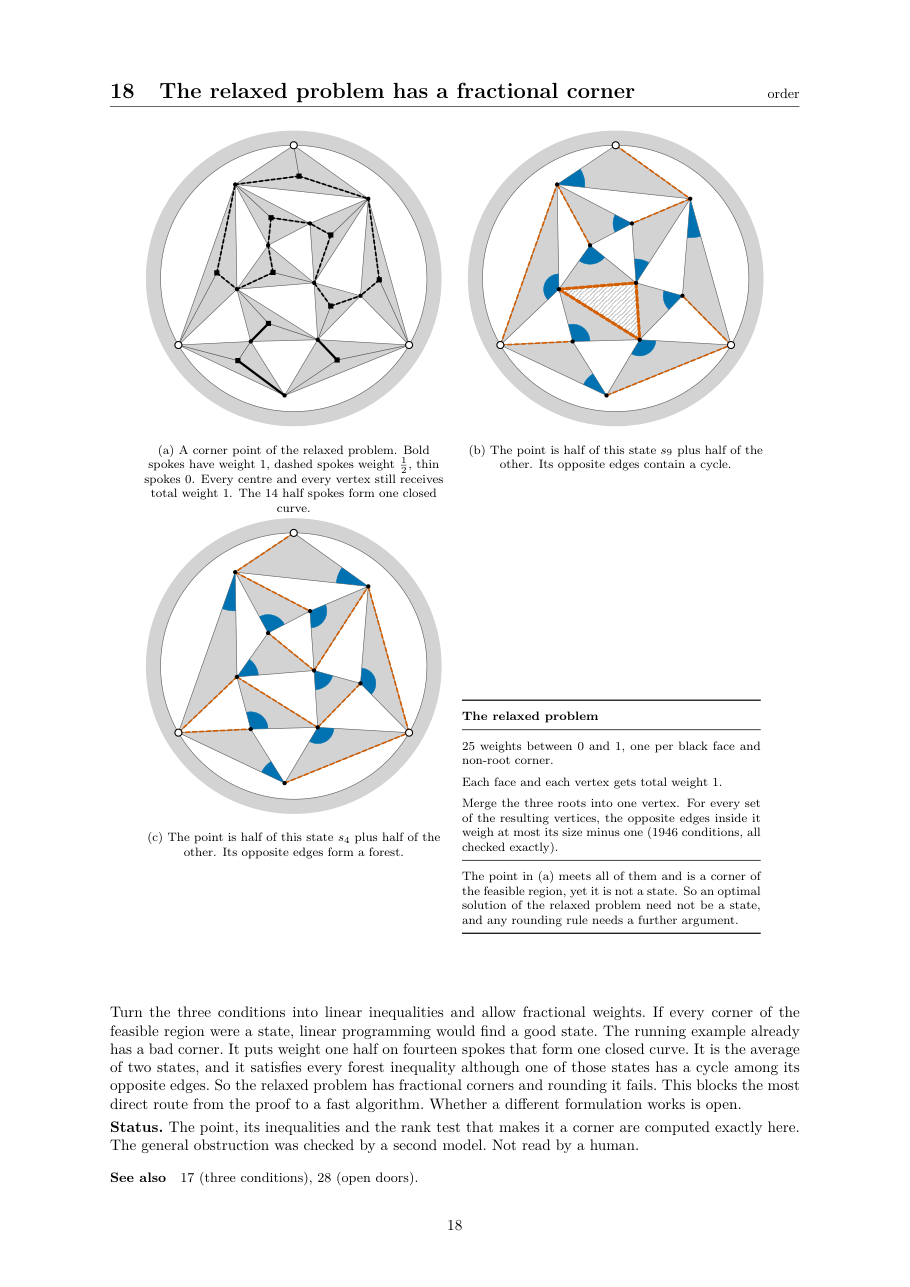 18 The relaxed problem has a fractional corner order
(a) A corner point of the relaxed problem. Bold
spokes have weight 1, dashed spokes weight 1/2, thin
spokes 0. Every centre and every vertex still receives
total weight 1. The 14 half spokes form one closed
curve.
(b) The point is half of this state s₉ plus half of the
other. Its opposite edges contain a cycle.
(c) The point is half of this state s₄ plus half of the
other. Its opposite edges form a forest.
The relaxed problem
25 weights between 0 and 1, one per black face and
non-root corner.
Each face and each vertex gets total weight 1.
Merge the three roots into one vertex. For every set
of the resulting vertices, the opposite edges inside it
weigh at most its size minus one (1946 conditions, all
checked exactly).
The point in (a) meets all of them and is a corner of
the feasible region, yet it is not a state. So an optimal
solution of the relaxed problem need not be a state,
and any rounding rule needs a further argument.
Turn the three conditions into linear inequalities and allow fractional weights. If every corner of the
feasible region were a state, linear programming would find a good state. The running example already
has a bad corner. It puts weight one half on fourteen spokes that form one closed curve. It is the average
of two states, and it satisfies every forest inequality although one of those states has a cycle among its
opposite edges. So the relaxed problem has fractional corners and rounding it fails. This blocks the most
direct route from the proof to a fast algorithm. Whether a different formulation works is open.
Status. The point, its inequalities and the rank test that makes it a corner are computed exactly here.
The general obstruction was checked by a second model. Not read by a human.
See also 17 (three conditions), 28 (open doors).
18